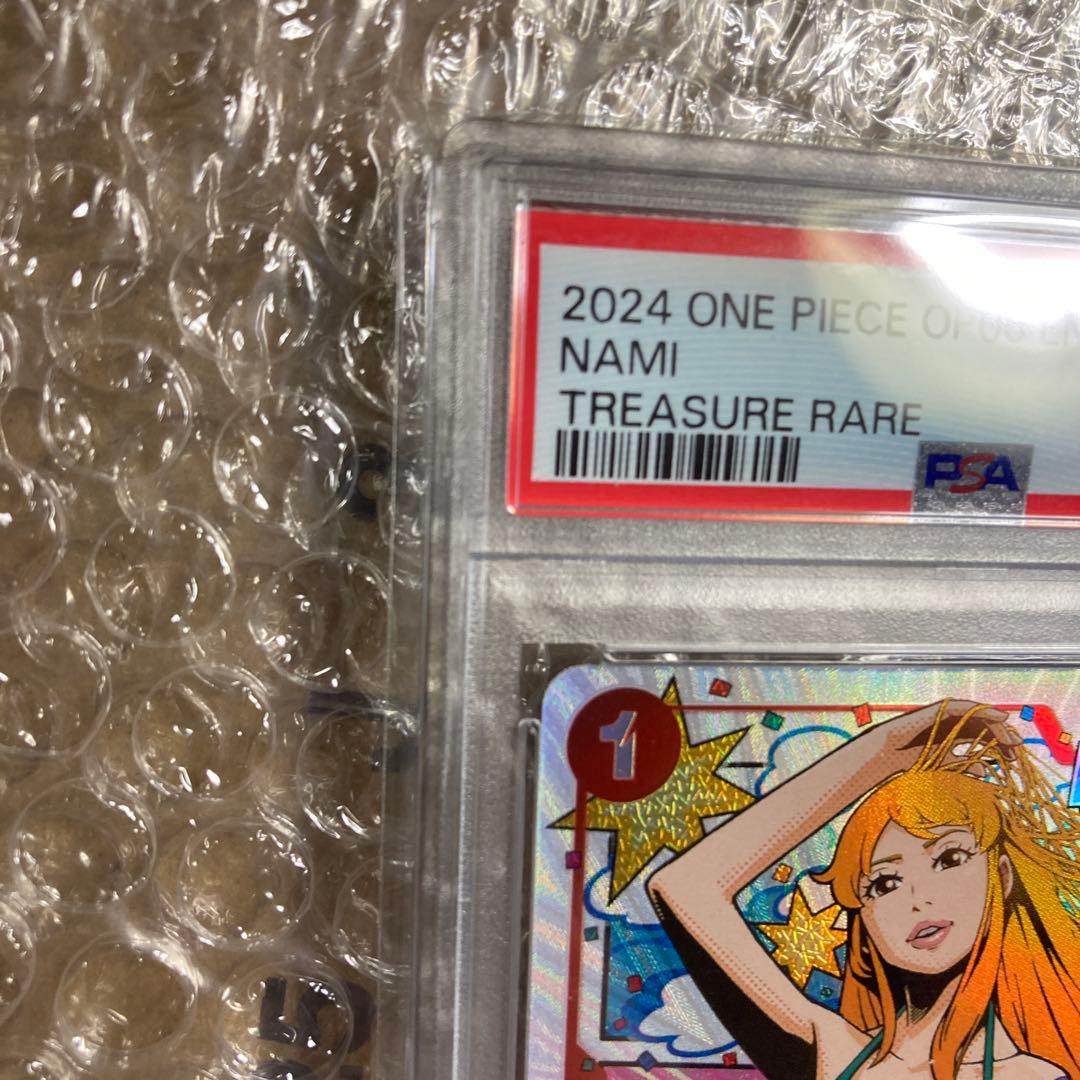 2024 ONE PIECE
NAMI
TREASURE RARE
PSA
1